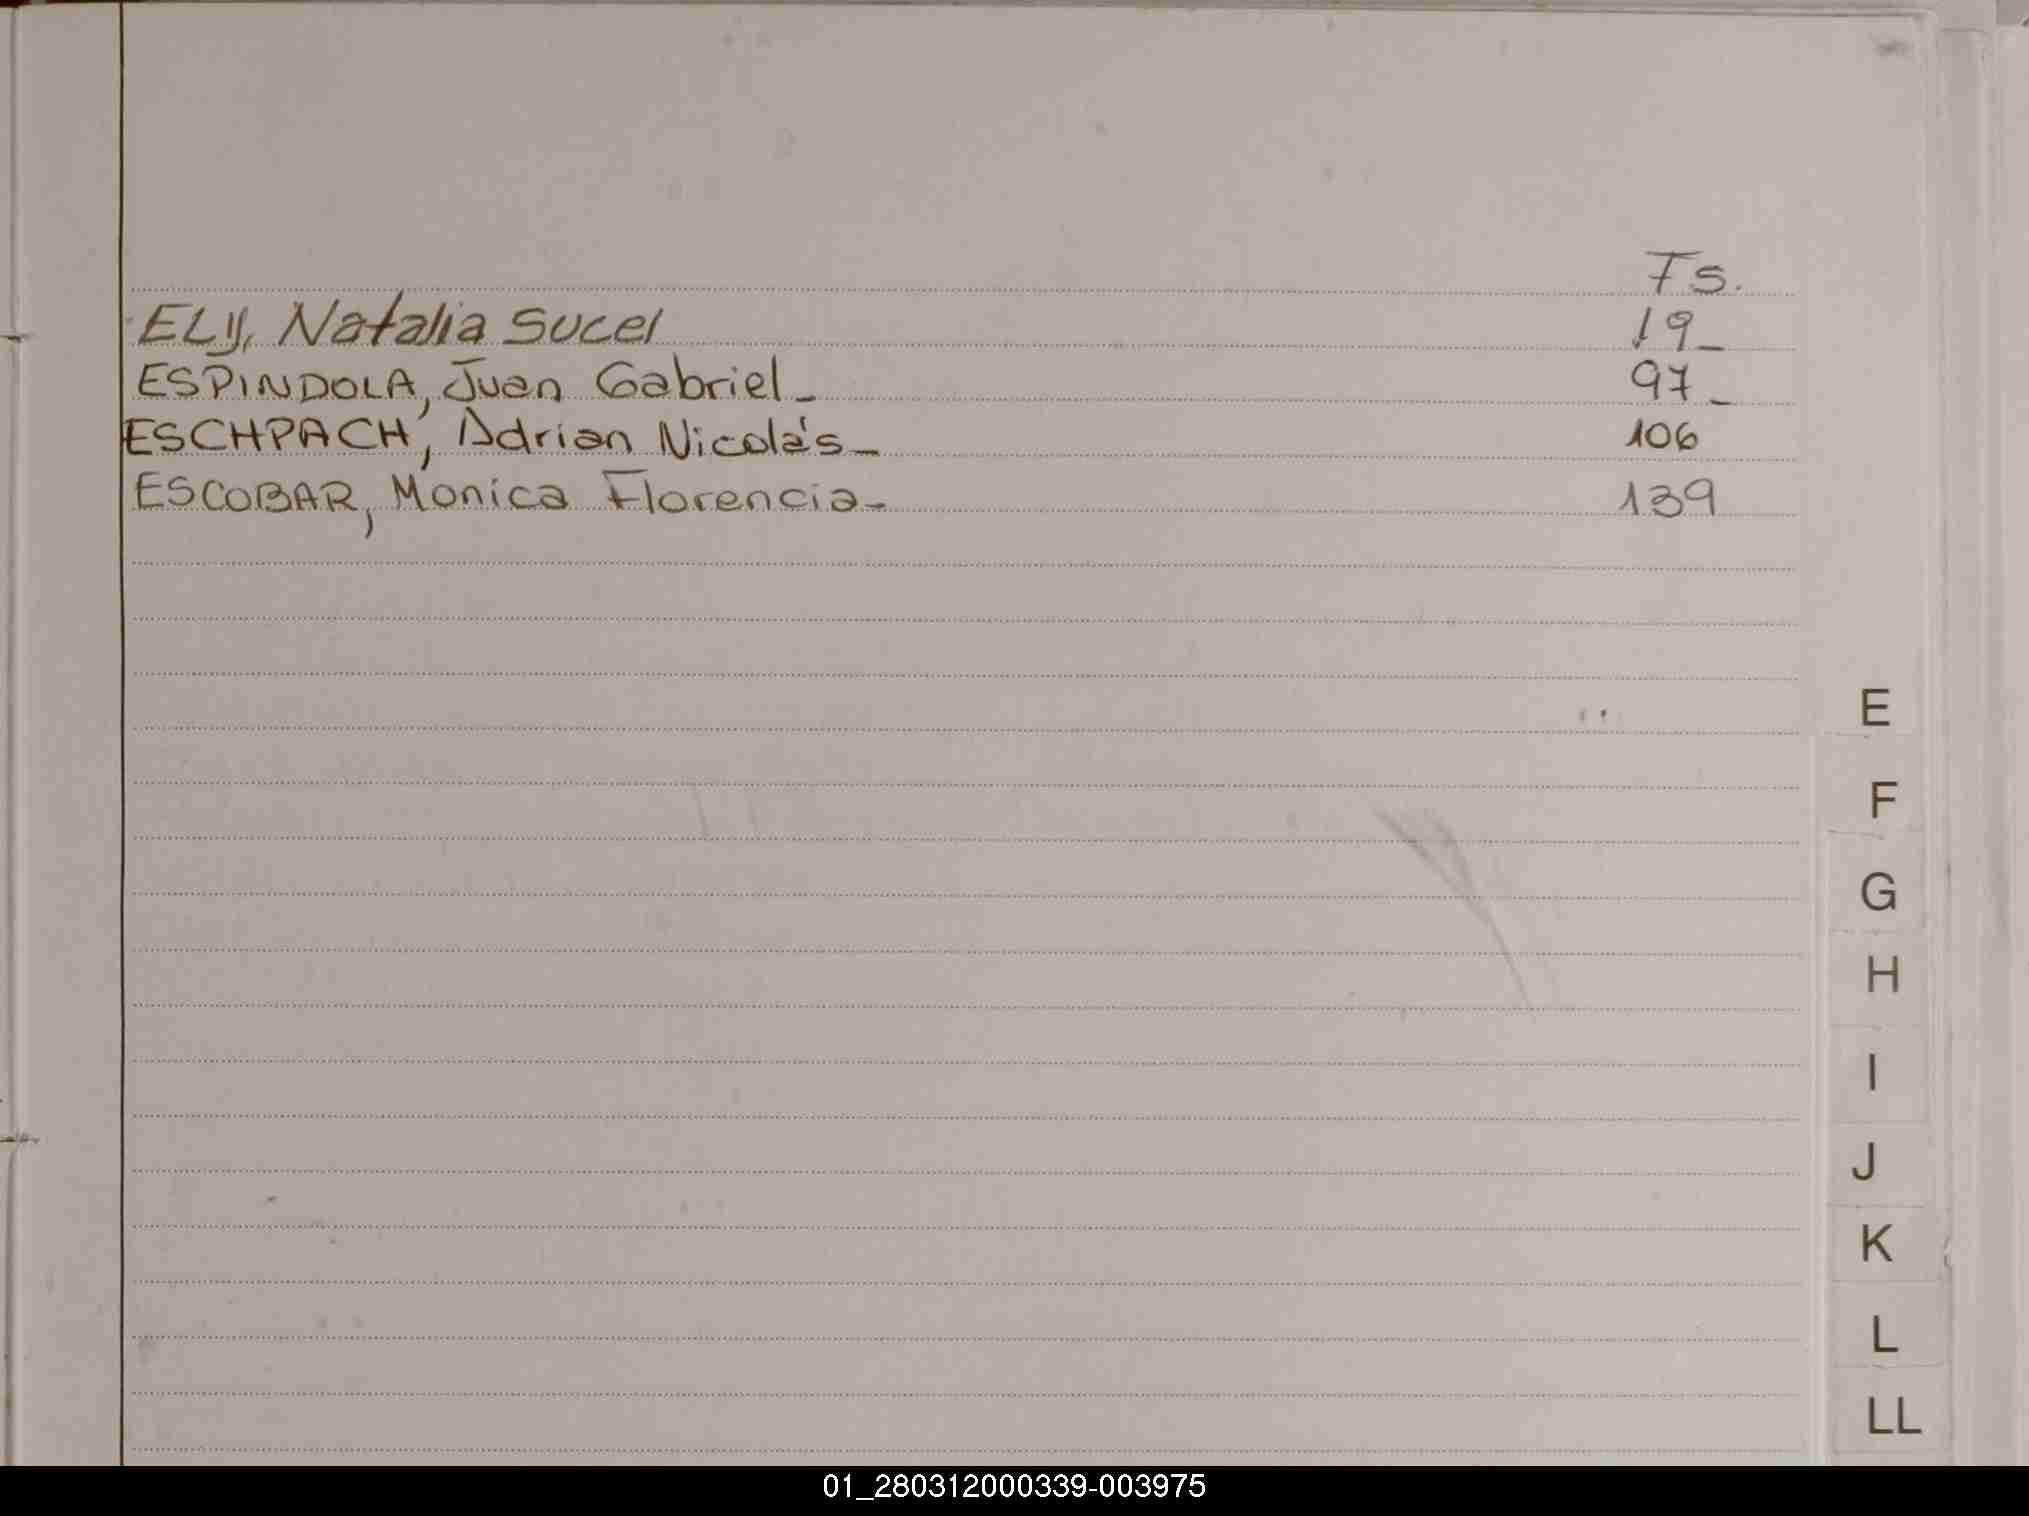 Fs.
ELY, Natalia Sucel 19_
ESPINDOLA, Juan Gabriel_ 97_
ESCHPACH, Adrian Nicolás_ 106
ESCOBAR, Monica Florencia_ 139
E
F
G
H
I
J
K
L
LL
01_280312000339-003975